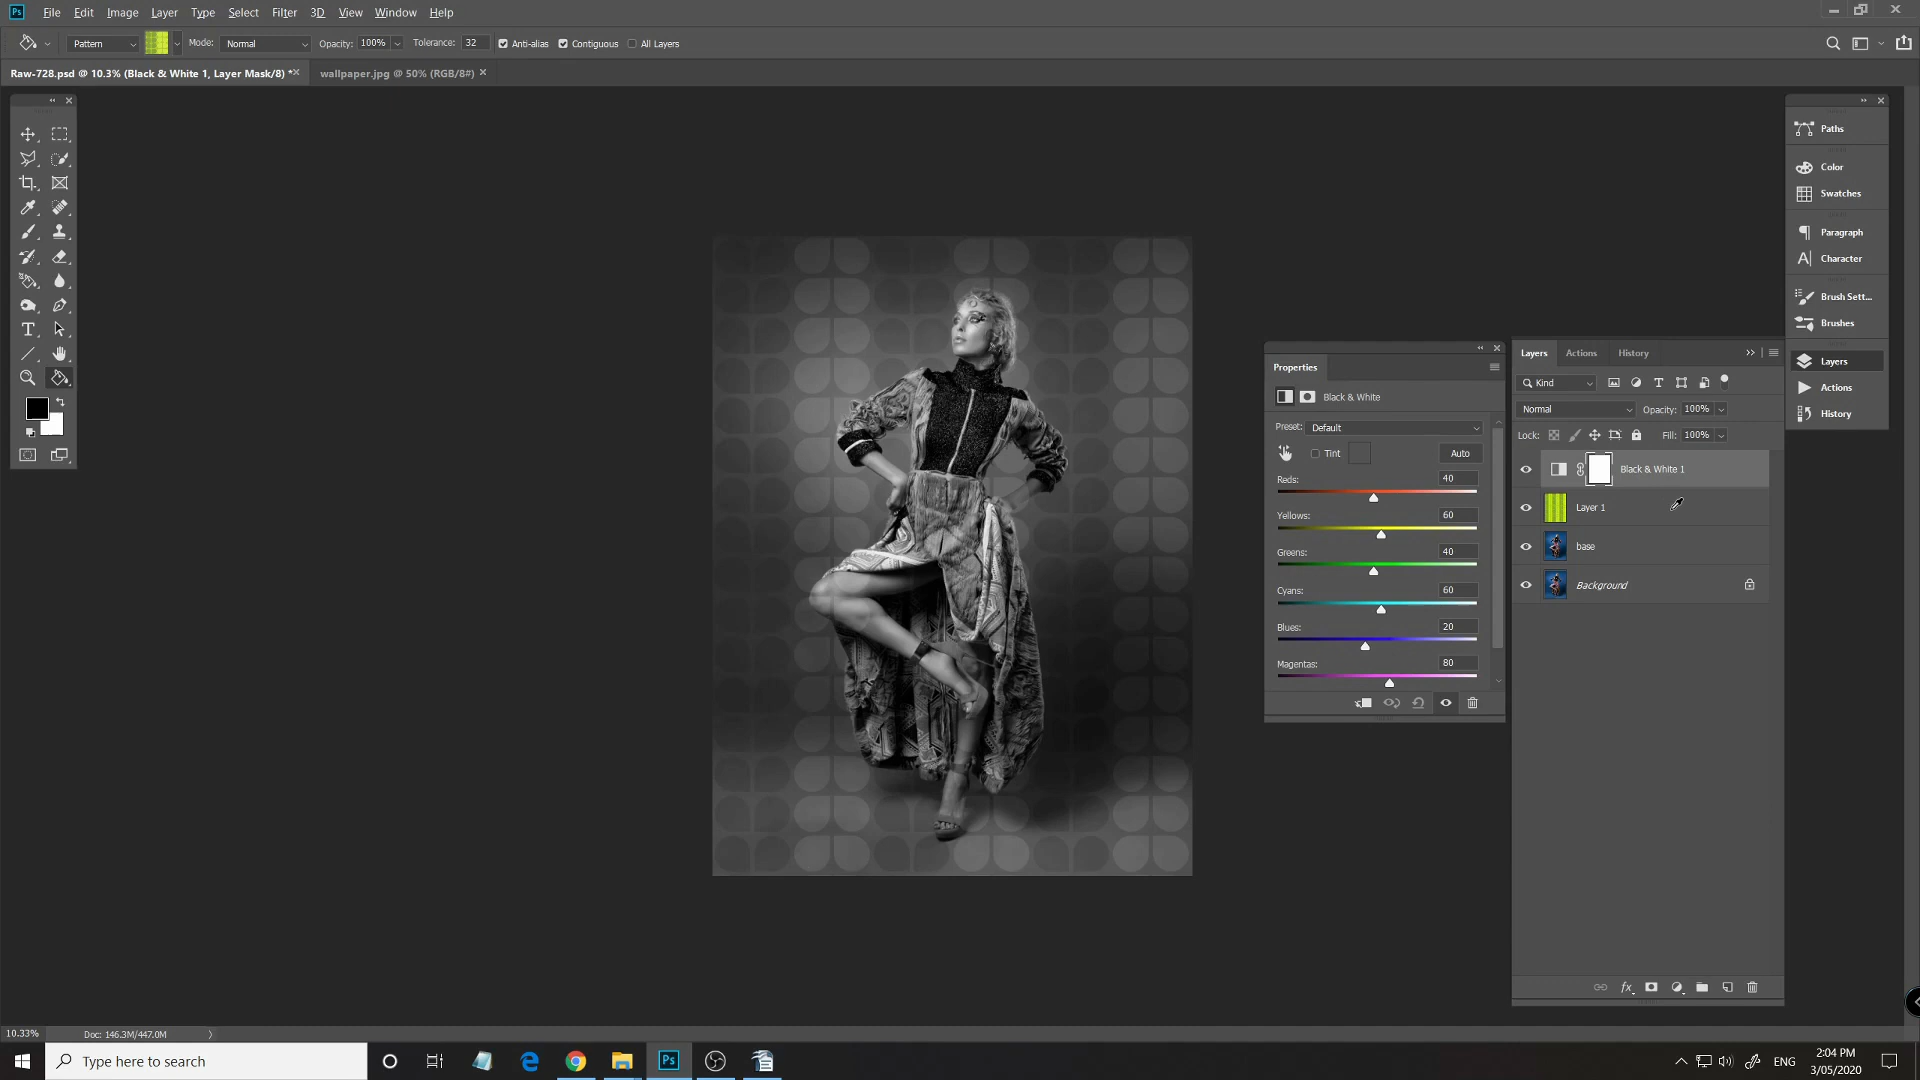 Ps File Edit Image Layer Type Select Filter 3D View Window Help
Pattern Mode: Normal Opacity: 100% Tolerance: 32 Anti-alias Contiguous All Layers
Raw-728.psd @ 10.3% (Black & White 1, Layer Mask/8) * wallpaper.jpg @ 50% (RGB/8#)
Paths
Color
Swatches
Paragraph
Character
Brush Sett...
Brushes
Layers
Actions
History
Properties
Black & White
Preset: Default
Tint Auto
Reds: 40
Yellows: 60
Greens: 40
Cyans: 60
Blues: 20
Magentas: 80
Layers Actions History
Kind
Normal Opacity: 100%
Lock: Fill: 100%
Black & White 1
Layer 1
base
Background
fx
10.33% Doc: 146.3M/447.0M
Type here to search
Ps
ENG
2:04 PM
3/05/2020